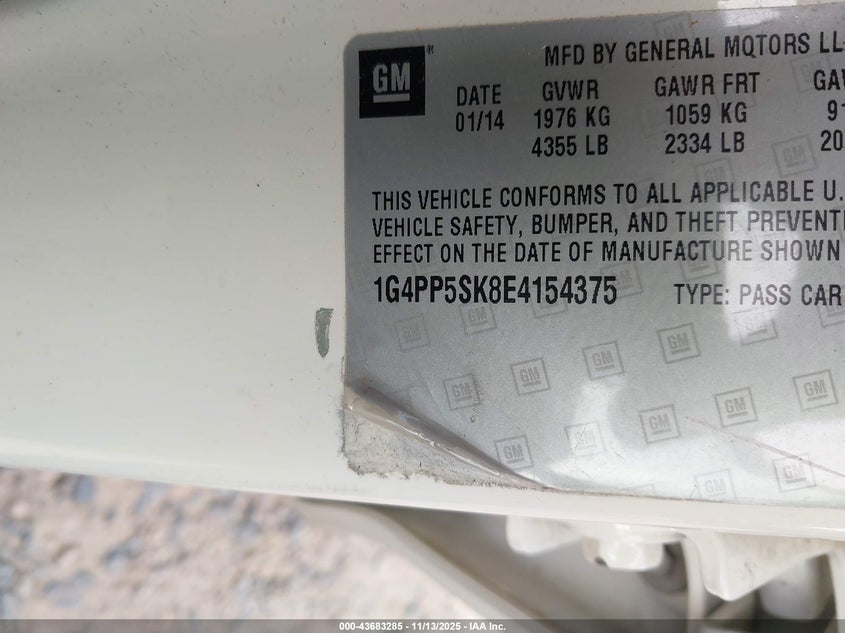 GM
MFD BY GENERAL MOTORS
DATE GVWR GAWR FRT
01/14 1976 KG 1059 KG
4355 LB 2334 LB
THIS VEHICLE CONFORMS TO ALL APPLICABLE U.
VEHICLE SAFETY, BUMPER, AND THEFT
EFFECT ON THE DATE OF MANUFACTURE SHOWN
1G4PP5SK8E4154375 TYPE: PASS CAR
000-43683285 - 11/13/2025 - IAA Inc.